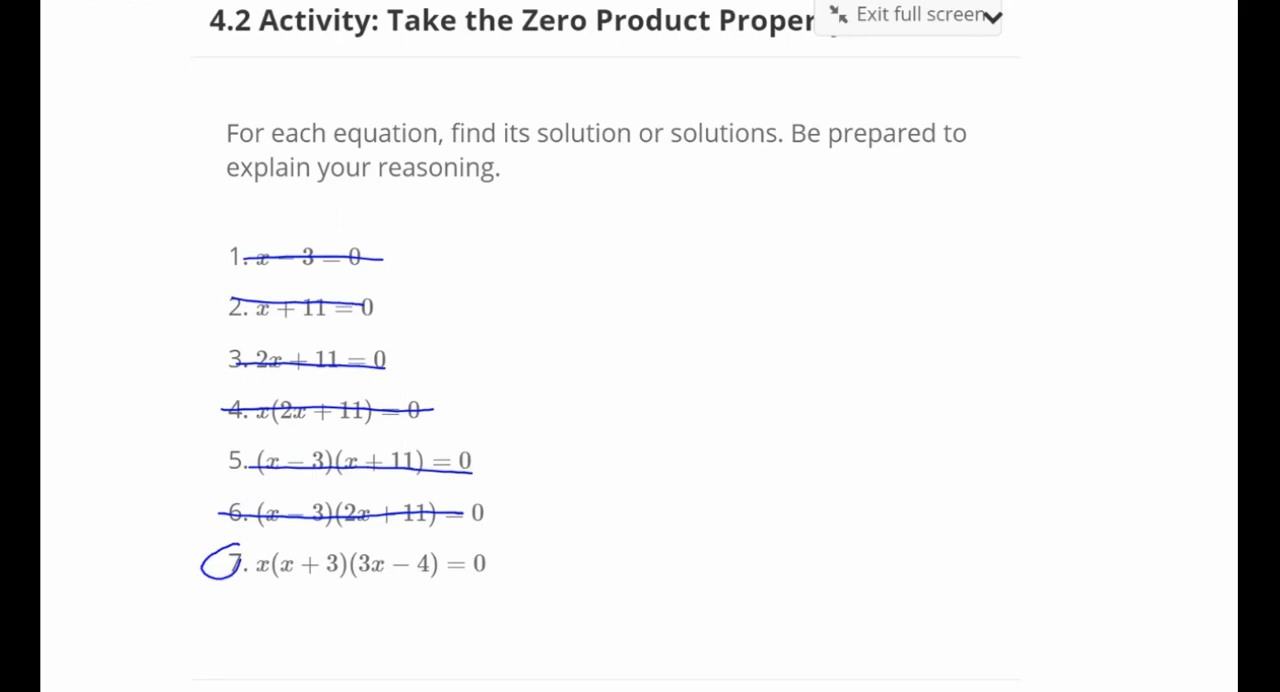 4.2 Activity: Take the Zero Product Proper
Exit full screen
For each equation, find its solution or solutions. Be prepared to
explain your reasoning.
1. x − 3 = 0
2. x + 11 = 0
3. 2x + 11 = 0
4. x(2x + 11) = 0
5. (x − 3)(x + 11) = 0
6. (x − 3)(2x + 11) = 0
7. x(x + 3)(3x − 4) = 0